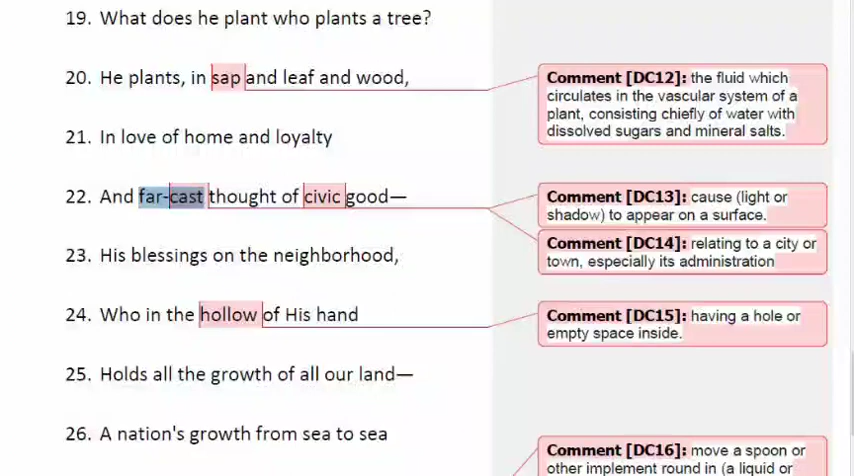 19. What does he plant who plants a tree?
20. He plants, in sap and leaf and wood,
Comment [DC12]: the fluid which
circulates in the vascular system of a
plant, consisting chiefly of water with
dissolved sugars and mineral salts.
21. In love of home and loyalty
22. And far-cast thought of civic good—
Comment [DC13]: cause (light or
shadow) to appear on a surface.
Comment [DC14]: relating to a city or
town, especially its administration
23. His blessings on the neighborhood,
24. Who in the hollow of His hand
Comment [DC15]: having a hole or
empty space inside.
25. Holds all the growth of all our land—
26. A nation's growth from sea to sea
Comment [DC16]: move a spoon or
other implement round in (a liquid or